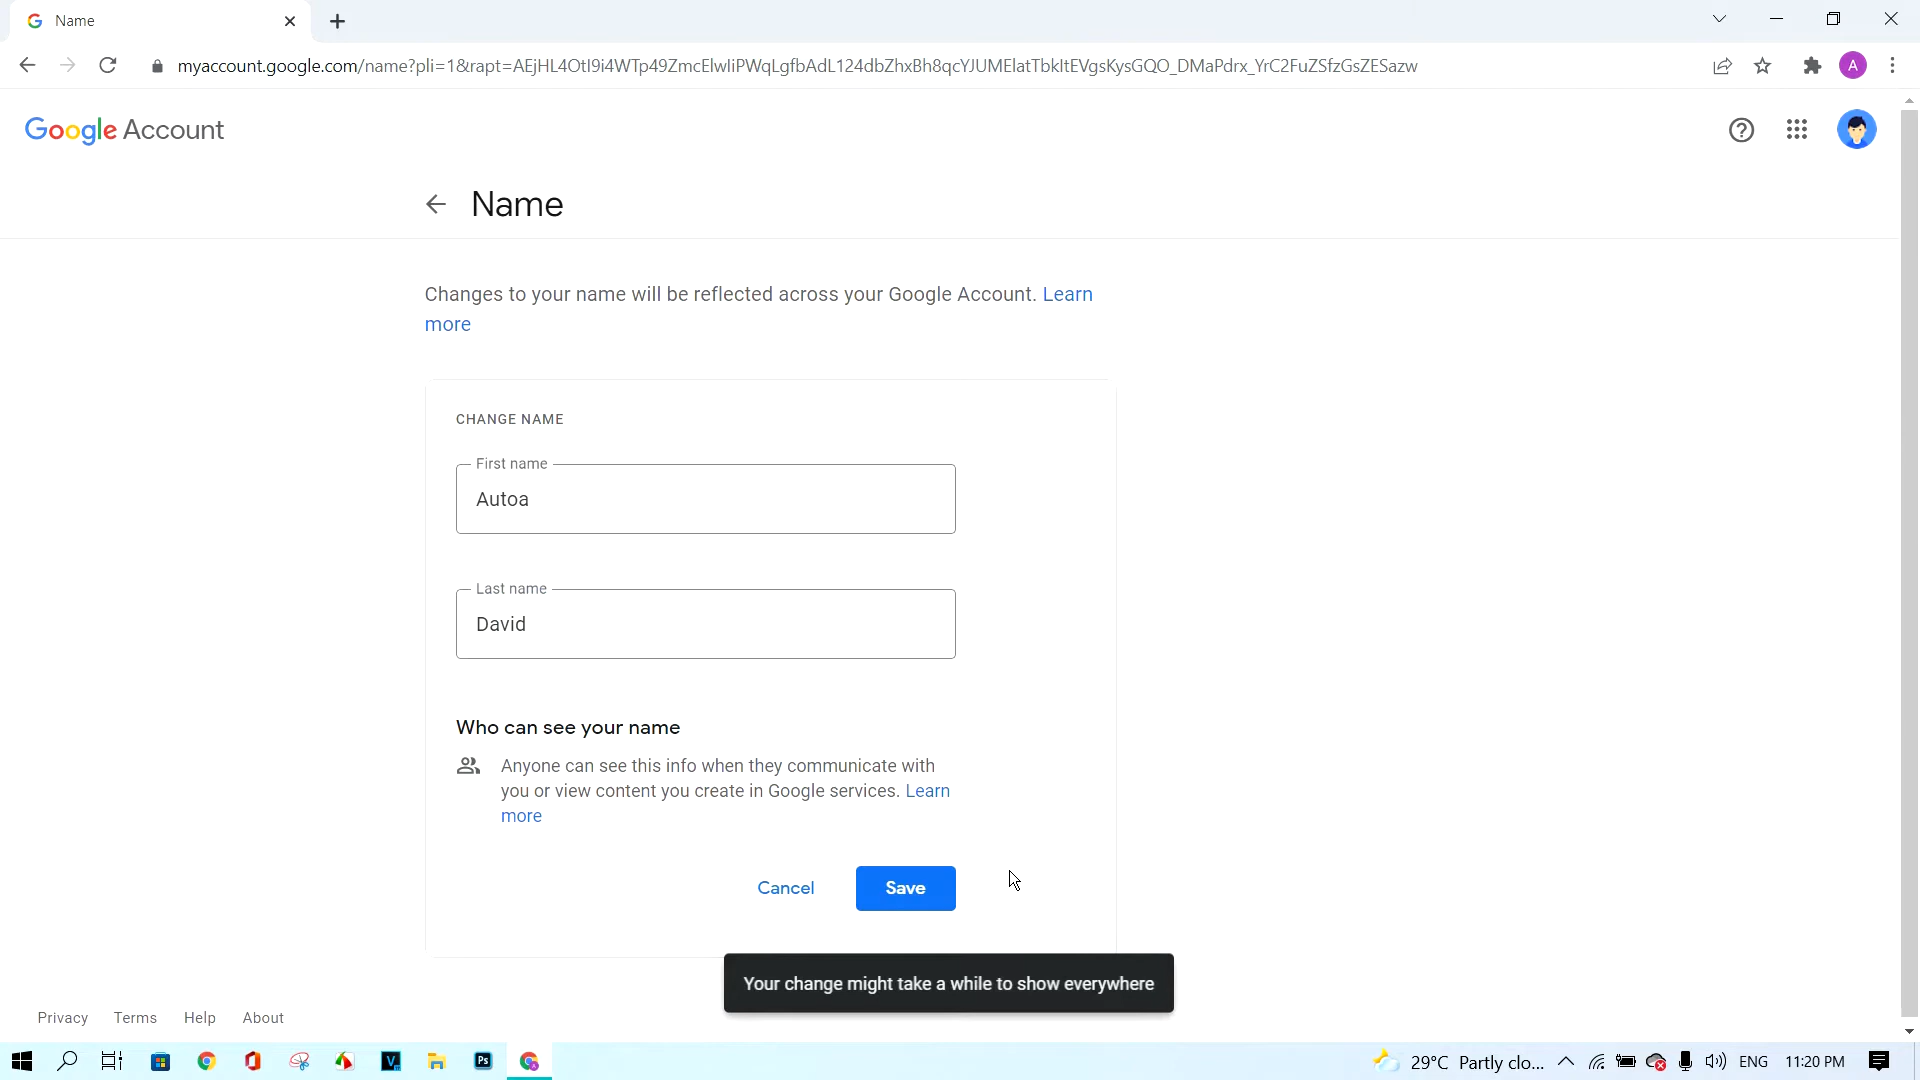 Name
myaccount.google.com/name?pli=1&rapt=AEjHL4OtI9i4WTp49ZmcElwIiPWqLgfbAdL124dbZhxBh8qcYJUMElatTbkItEVgsKysGQO_DMaPdrx_YrC2FuZSfzGsZESazw
A
Google Account
Name
Changes to your name will be reflected across your Google Account. Learn
more
CHANGE NAME
First name
Autoa
Last name
David
Who can see your name
Anyone can see this info when they communicate with
you or view content you create in Google services. Learn
more
Cancel
Save
Your change might take a while to show everywhere
Privacy
Terms
Help
About
V
Ps
29°C Partly clo...
ENG
11:20 PM